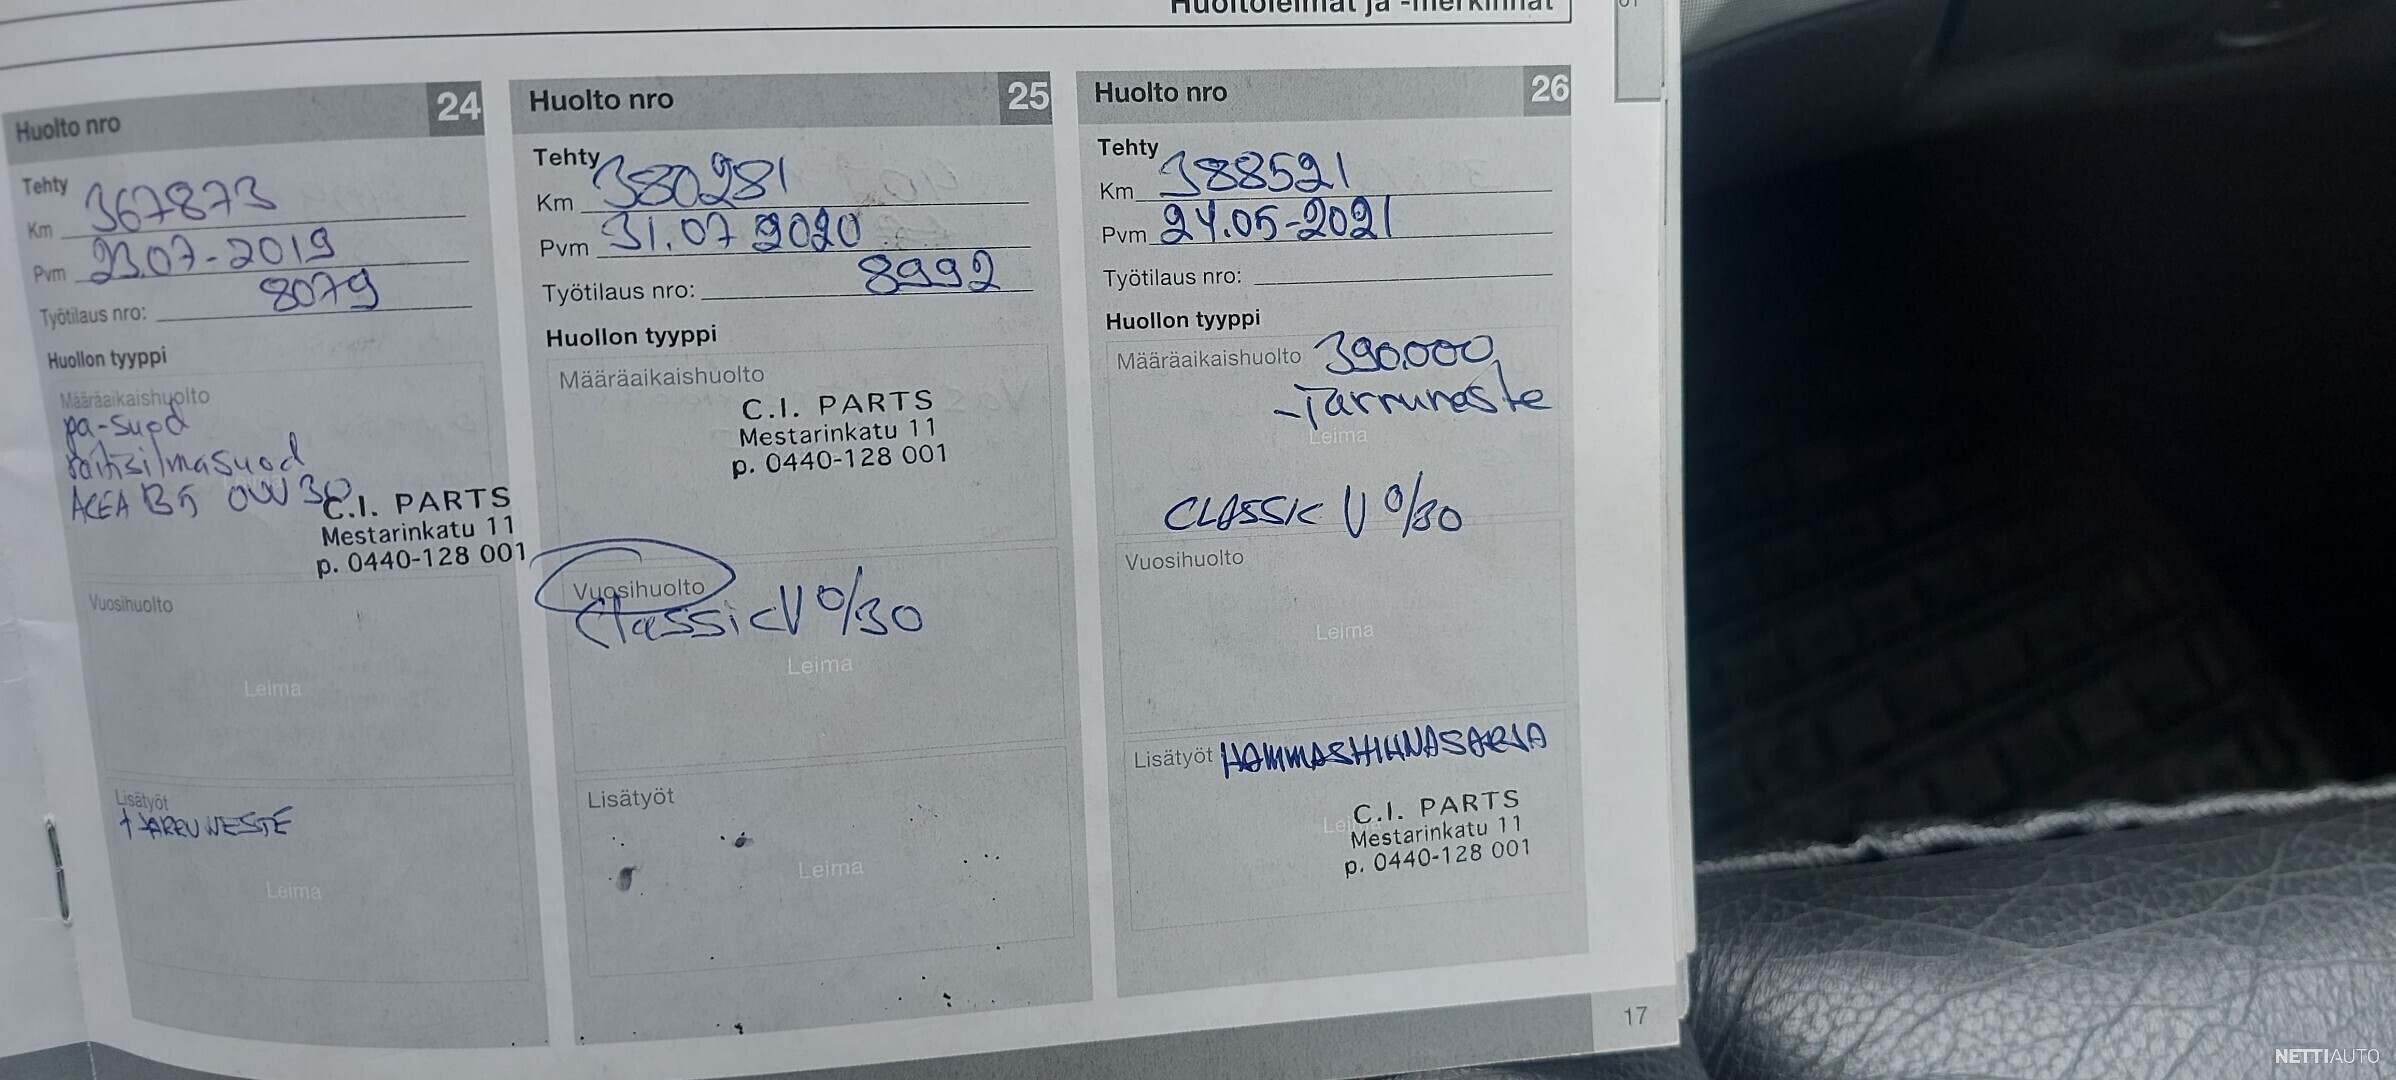 Huoltoleimat ja -merkinnät
Huolto nro 24
Tehty
Km 367873
Pvm 23.07-2019
Työtilaus nro: 8079
Huollon tyyppi
Määräaikaishuolto
pa-suod
raitisilmasuod
ACEA B5 0W30
C.I. PARTS
Mestarinkatu 11
p. 0440-128 001
Vuosihuolto
Leima
Lisätyöt
+JARRUNESTE
Leima
Huolto nro 25
Tehty
Km 380281
Pvm 31.07 2020
Työtilaus nro: 8992
Huollon tyyppi
Määräaikaishuolto
C.I. PARTS
Mestarinkatu 11
p. 0440-128 001
Vuosihuolto
Classic V 0/30
Leima
Lisätyöt
Leima
Huolto nro 26
Tehty
Km 388521
Pvm 24.05-2021
Työtilaus nro:
Huollon tyyppi
Määräaikaishuolto 390.000
-Jarruneste
Leima
CLASSIC V 0/30
Vuosihuolto
Leima
Lisätyöt HAMMASHIHNASARJA
C.I. PARTS
Leima
Mestarinkatu 11
p. 0440-128 001
17
NETTIAUTO